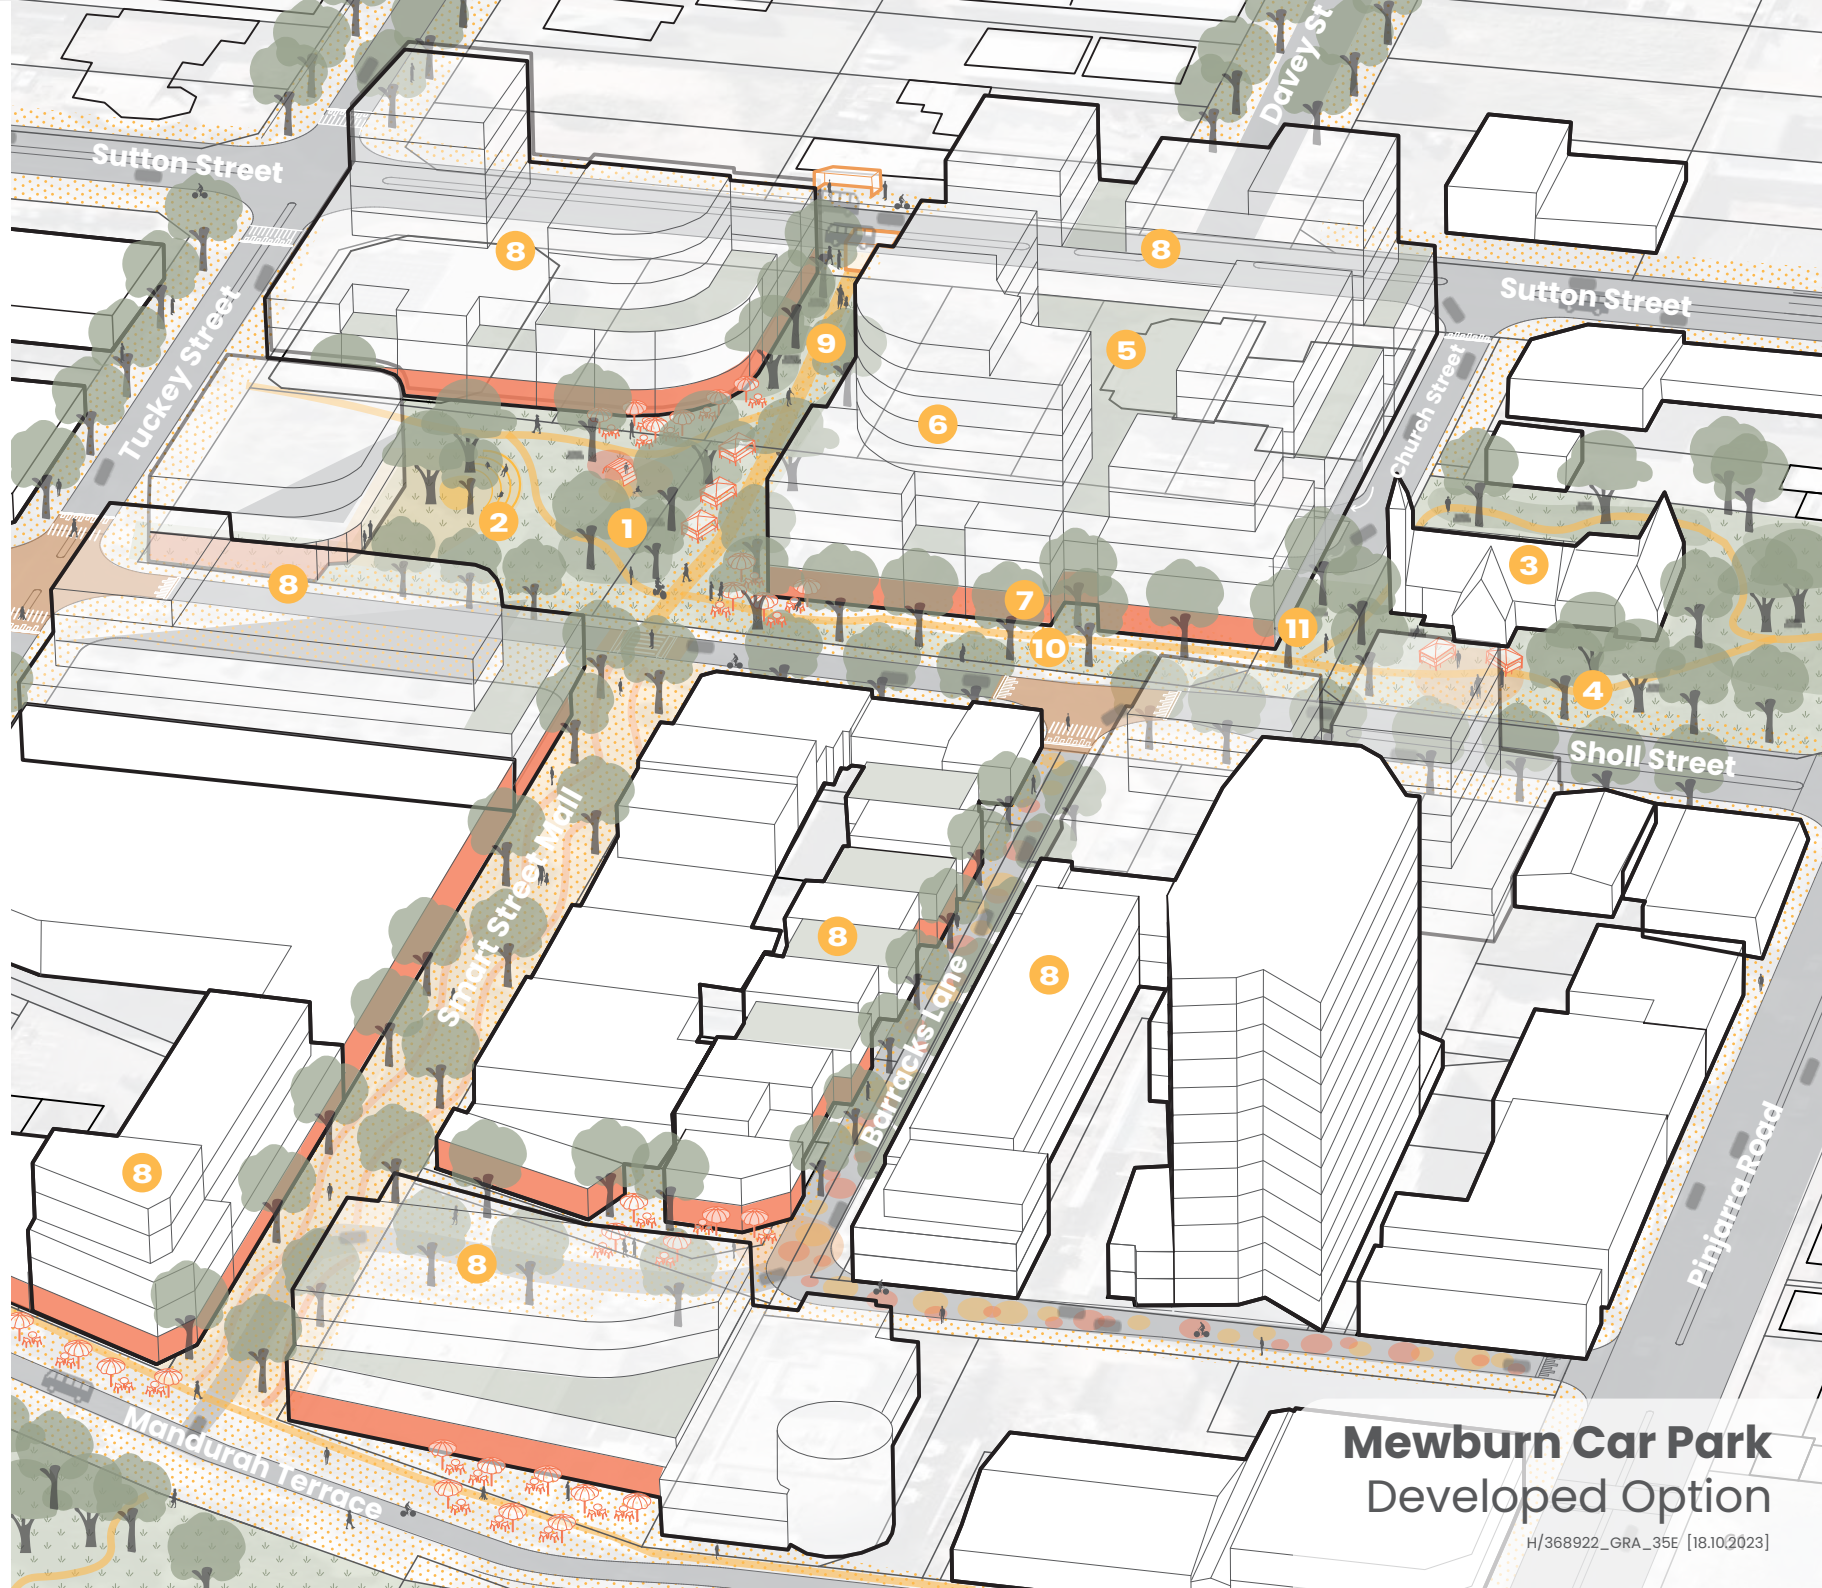 Davey St
Sutton Street
8
8
Sutton Street
Tuckey Street
9
5
Church Street
6
2
1
3
8
7
11
10
4
Sholl Street
Smart Street Mall
8
8
Barracks Lane
8
Pinjarra Road
8
Mandurah Terrace
Mewburn Car Park
Developed Option
H/368922_GRA_35E [18.10.2023]